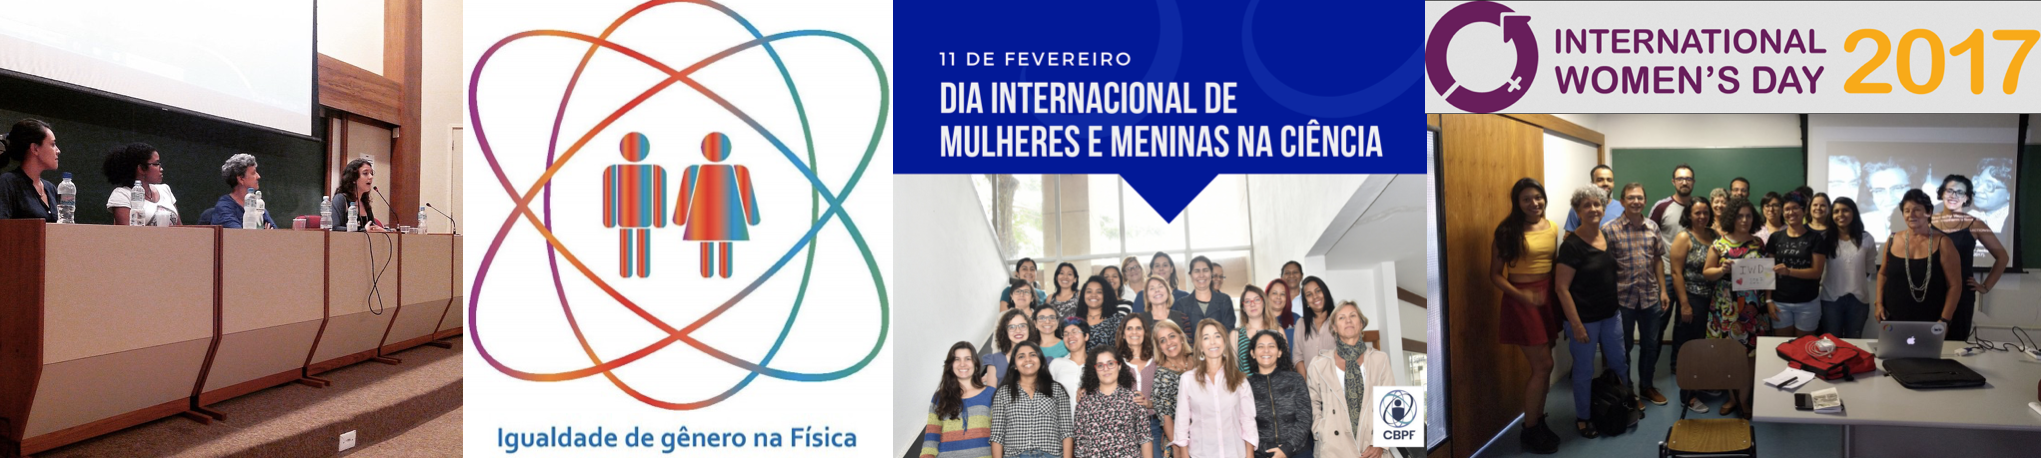 Igualdade de gênero na Física
11 DE FEVEREIRO
DIA INTERNACIONAL DE
MULHERES E MENINAS NA CIÊNCIA
CBPF
INTERNATIONAL
WOMEN'S DAY 2017
IWD